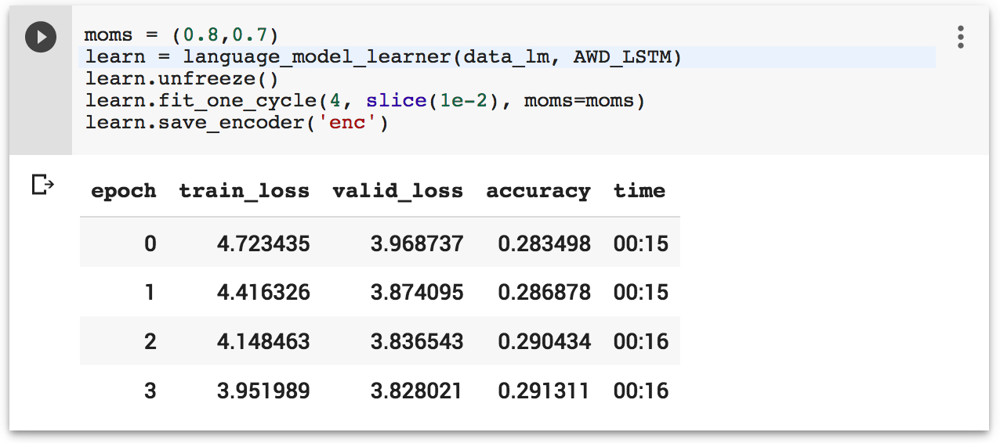 moms = (0.8,0.7)
learn = language_model_learner(data_lm, AWD_LSTM)
learn.unfreeze()
learn.fit_one_cycle(4, slice(1e-2), moms=moms)
learn.save_encoder('enc')
epoch train_loss valid_loss accuracy time
0 4.723435 3.968737 0.283498 00:15
1 4.416326 3.874095 0.286878 00:15
2 4.148463 3.836543 0.290434 00:16
3 3.951989 3.828021 0.291311 00:16